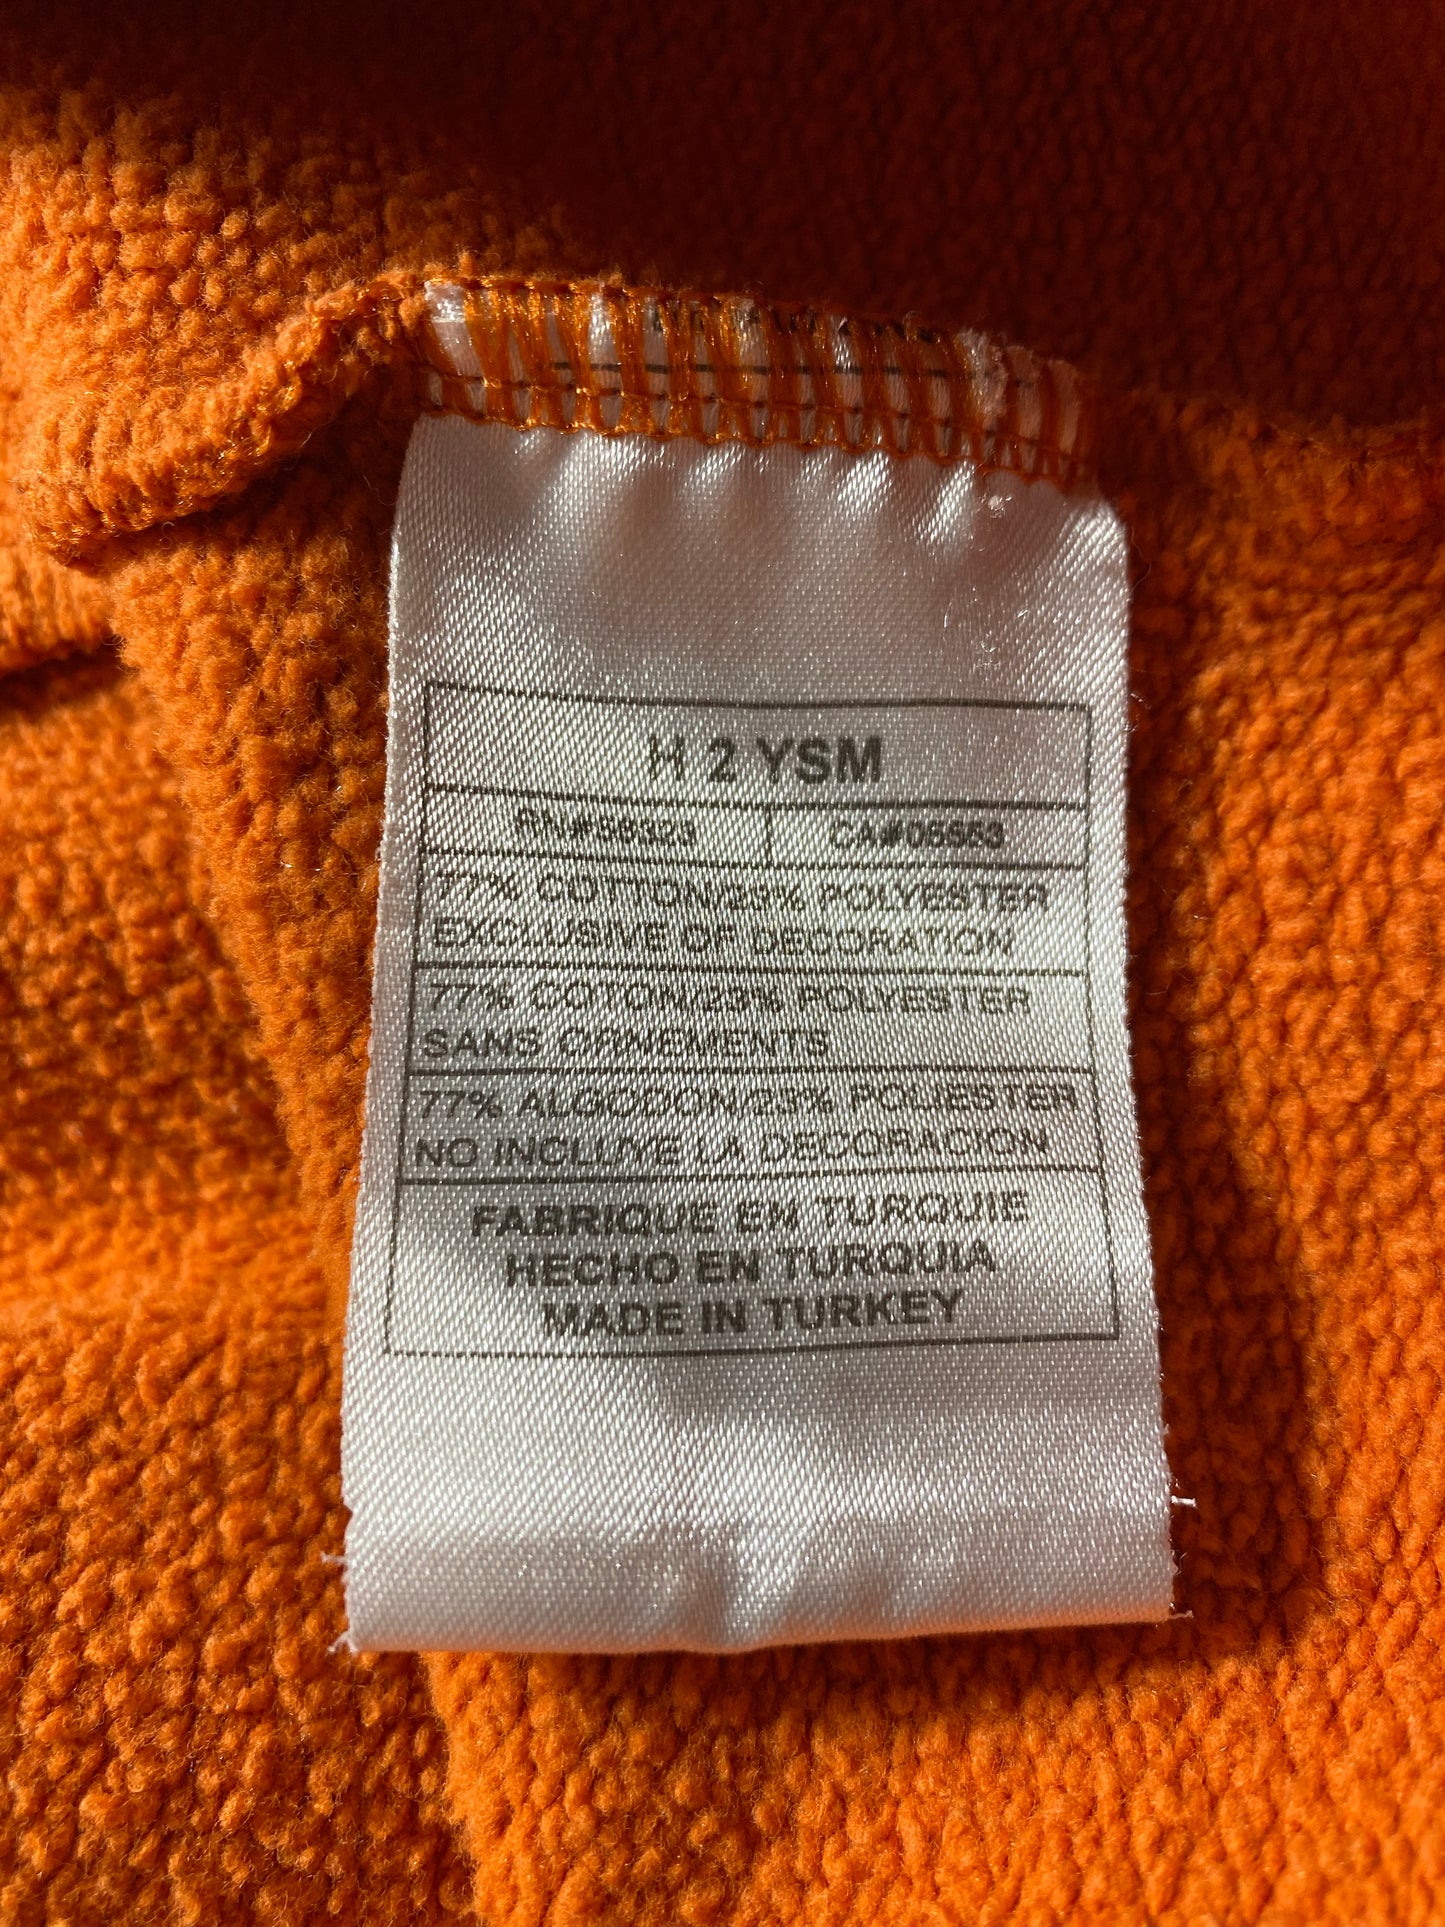 H 2 YSM
RN#56323 CA#05553
77% COTTON/23% POLYESTER
EXCLUSIVE OF DECORATION
77% COTON/23% POLYESTER
SANS ORNEMENTS
77% ALGODON/23% POLIESTER
NO INCLUYE LA DECORACION
FABRIQUE EN TURQUIE
HECHO EN TURQUIA
MADE IN TURKEY